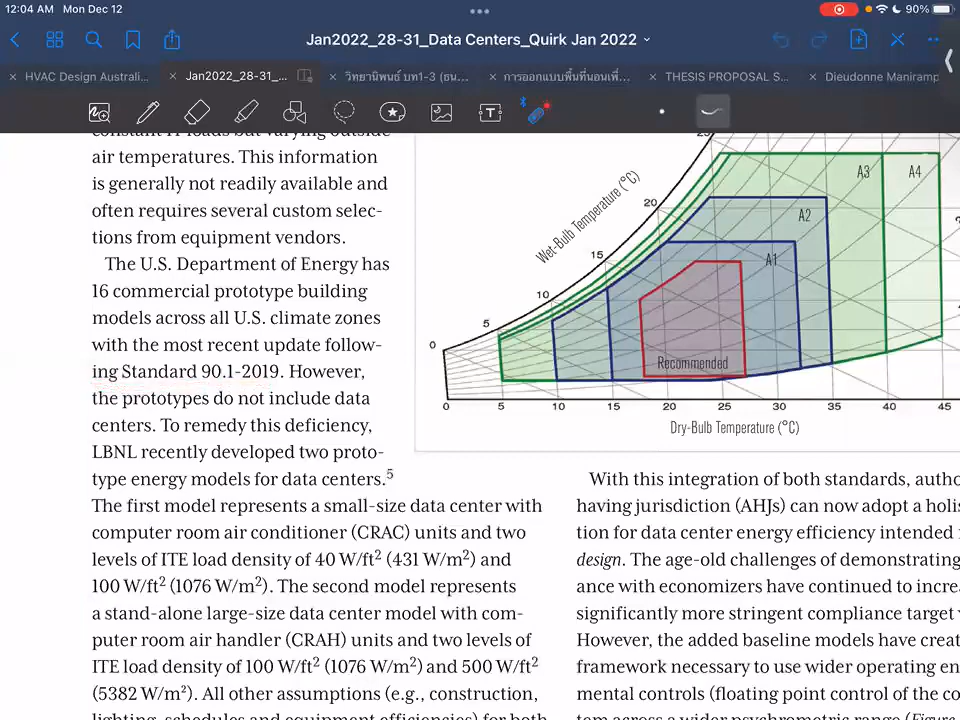 12:04 AM Mon Dec 12
90%
Jan2022_28-31_Data Centers_Quirk Jan 2022
HVAC Design Australi...
Jan2022_28-31_...
วิทยานิพนธ์ บท1-3 (ธน...
การออกแบบพื้นที่นอนเพื่...
THESIS PROPOSAL S...
Dieudonne Maniramp
air temperatures. This information
is generally not readily available and
often requires several custom selec-
tions from equipment vendors.
The U.S. Department of Energy has
16 commercial prototype building
models across all U.S. climate zones
with the most recent update follow-
ing Standard 90.1-2019. However,
the prototypes do not include data
centers. To remedy this deficiency,
LBNL recently developed two proto-
type energy models for data centers.5
The first model represents a small-size data center with
computer room air conditioner (CRAC) units and two
levels of ITE load density of 40 W/ft² (431 W/m²) and
100 W/ft² (1076 W/m²). The second model represents
a stand-alone large-size data center model with com-
puter room air handler (CRAH) units and two levels of
ITE load density of 100 W/ft² (1076 W/m²) and 500 W/ft²
(5382 W/m²). All other assumptions (e.g., construction,
lighting, schedules and equipment efficiencies) for both
Wet-Bulb Temperature (°C)
0
5
10
15
20
25
A1
A2
A3
A4
Recommended
0 5 10 15 20 25 30 35 40 45
Dry-Bulb Temperature (°C)
With this integration of both standards, autho
having jurisdiction (AHJs) can now adopt a holis
tion for data center energy efficiency intended
design. The age-old challenges of demonstrating
ance with economizers have continued to incre
significantly more stringent compliance target
However, the added baseline models have creat
framework necessary to use wider operating en
mental controls (floating point control of the co
tem across a wider psychrometric range (Figure